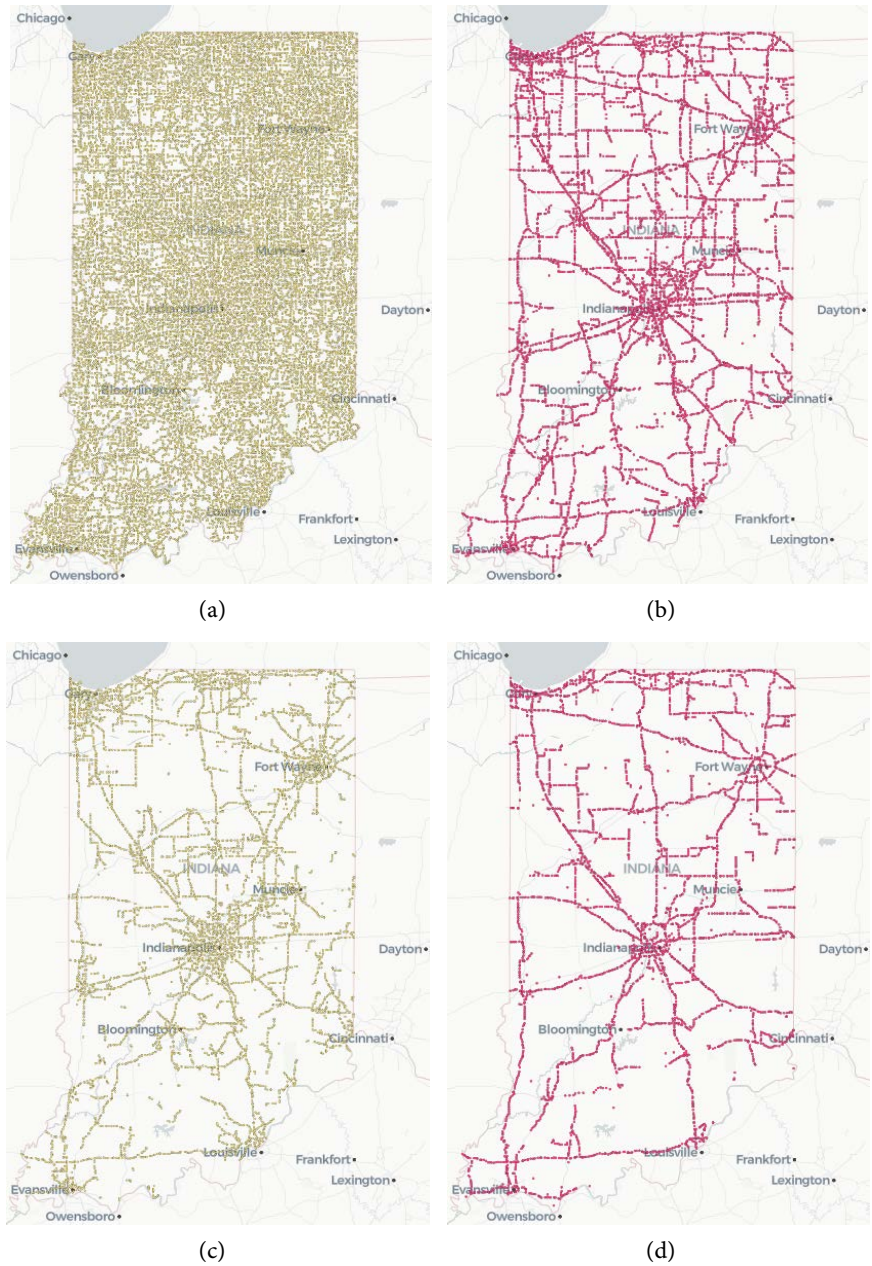 Chicago
Gary
Fort Wayne
INDIANA
Muncie
Indianapolis
Dayton
Bloomington
Cincinnati
Louisville
Frankfort
Evansville
Lexington
Owensboro
(a)
Chicago
Gary
Fort Wayne
INDIANA
Muncie
Indianapolis
Dayton
Bloomington
Cincinnati
Louisville
Frankfort
Evansville
Lexington
Owensboro
(b)
Chicago
Gary
Fort Wayne
INDIANA
Muncie
Indianapolis
Dayton
Bloomington
Cincinnati
Louisville
Frankfort
Lexington
Evansville
Owensboro
(c)
Chicago
Gary
Fort Wayne
INDIANA
Muncie
Indianapolis
Dayton
Bloomington
Cincinnati
Louisville
Frankfort
Lexington
Evansville
Owensboro
(d)